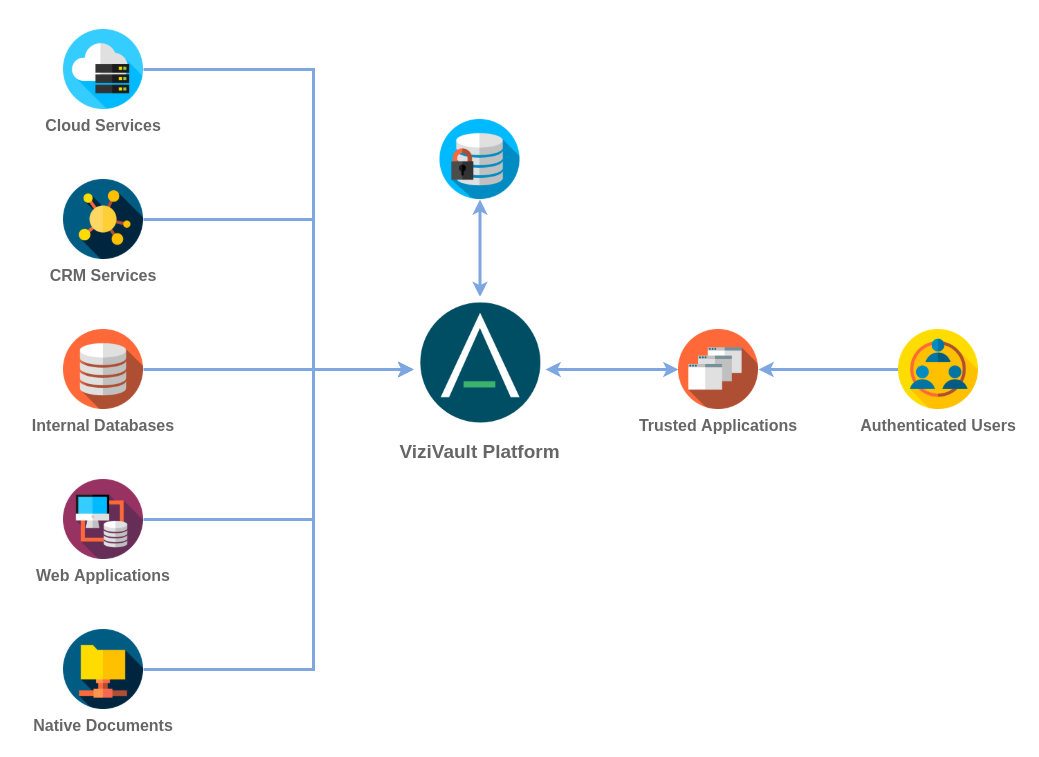 Cloud Services
CRM Services
Internal Databases
Web Applications
Native Documents
ViziVault Platform
Trusted Applications
Authenticated Users